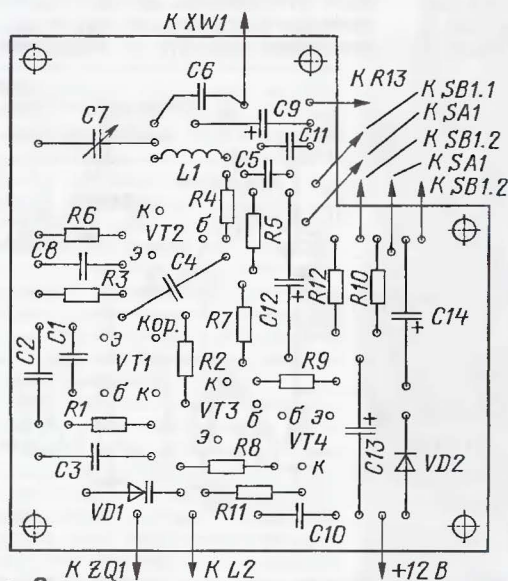 К XW1
C6
К R13
C7
C9
+
К SB1.1
C11
К SA1
К SB1.2
L1
C5
К SA1
R4
К SB1.2
R6
к
б
R5
VT2
C8
э
C4
R3
C12
+
R12
R10
C14
+
C2
C1
э
Кор.
R7
VT1
R2
R9
к
б
к
VT3
б
б
э
+
R1
э
VT4
R8
C13
C3
к
VD2
VD1
R11
C10
К ZQ1
К L2
+12 В